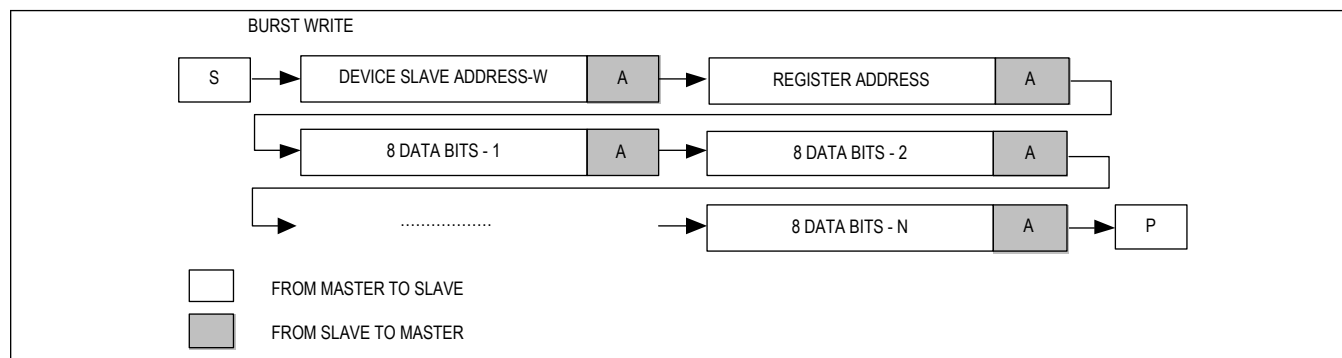 BURST WRITE
S DEVICE SLAVE ADDRESS-W A REGISTER ADDRESS A
8 DATA BITS - 1 A 8 DATA BITS - 2 A
.................. 8 DATA BITS - N A P
FROM MASTER TO SLAVE
FROM SLAVE TO MASTER